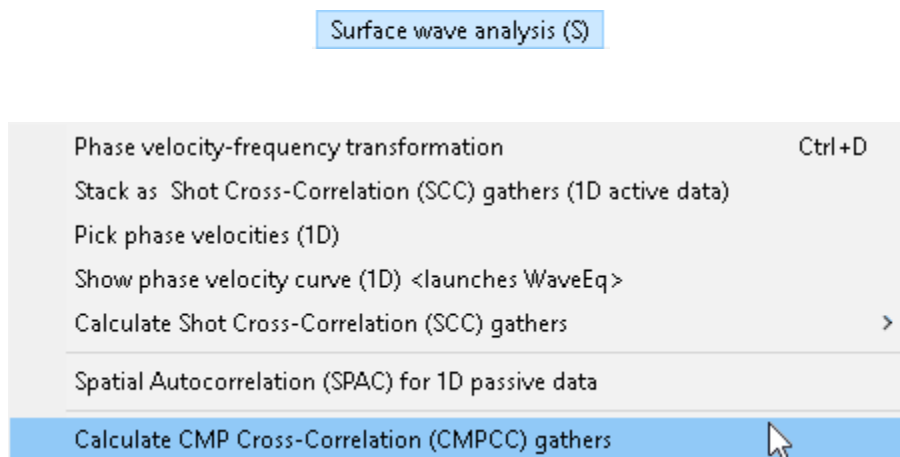 Surface wave analysis (S)
Phase velocity-frequency transformation Ctrl+D
Stack as  Shot Cross-Correlation (SCC) gathers (1D active data)
Pick phase velocities (1D)
Show phase velocity curve (1D) <launches WaveEq>
Calculate Shot Cross-Correlation (SCC) gathers
Spatial Autocorrelation (SPAC) for 1D passive data
Calculate CMP Cross-Correlation (CMPCC) gathers